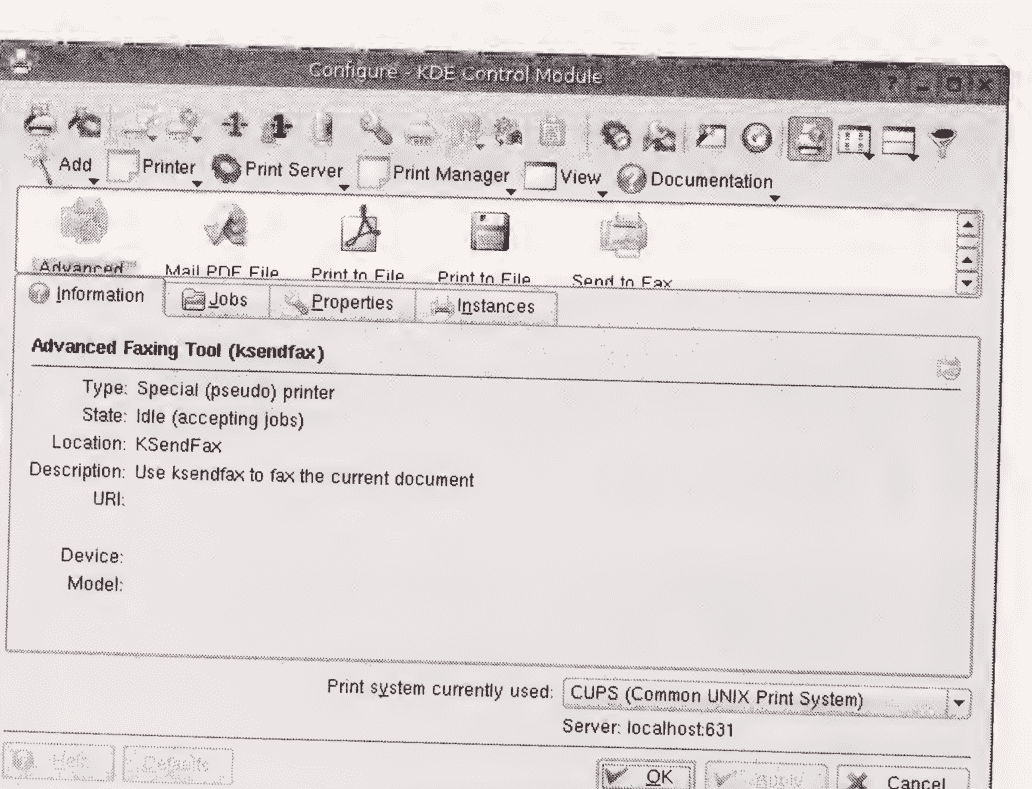 Configure - KDE Control Module
Add Printer Print Server Print Manager View Documentation
Advanced Mail PDF File Print to File Print to File Send to Fax
Information Jobs Properties Instances
Advanced Faxing Tool (ksendfax)
Type: Special (pseudo) printer
State: Idle (accepting jobs)
Location: KSendFax
Description: Use ksendfax to fax the current document
URI:
Device:
Model:
Print system currently used: CUPS (Common UNIX Print System)
Server: localhost:631
Help Defaults OK Apply Cancel